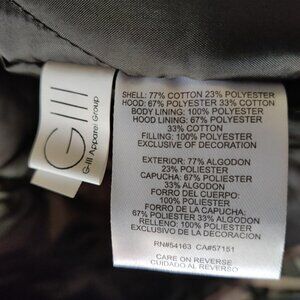 GIII
G-III Apparel Group
SHELL: 77% COTTON 23% POLYESTER
HOOD: 67% POLYESTER 33% COTTON
BODY LINING: 100% POLYESTER
HOOD LINING: 67% POLYESTER
33% COTTON
FILLING: 100% POLYESTER
EXCLUSIVE OF DECORATION
EXTERIOR: 77% ALGODON
23% POLIESTER
CAPUCHA: 67% POLIESTER
33% ALGODON
FORRO DEL CUERPO:
100% POLIESTER
FORRO DE LA CAPUCHA:
67% POLIESTER 33% ALGODON
RELLENO: 100% POLIESTER
EXCLUSIVO DE LA DECORACION
RN#54163 CA#57151
CARE ON REVERSE
CUIDADO AL REVERSO